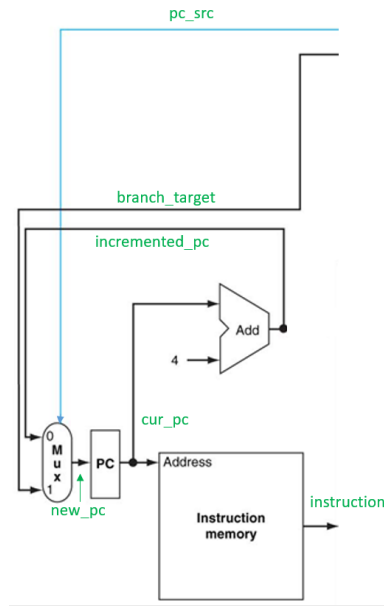 pc_src
branch_target
incremented_pc
Add
4
cur_pc
0
M
u
x
1
PC
new_pc
Address
Instruction
memory
instruction